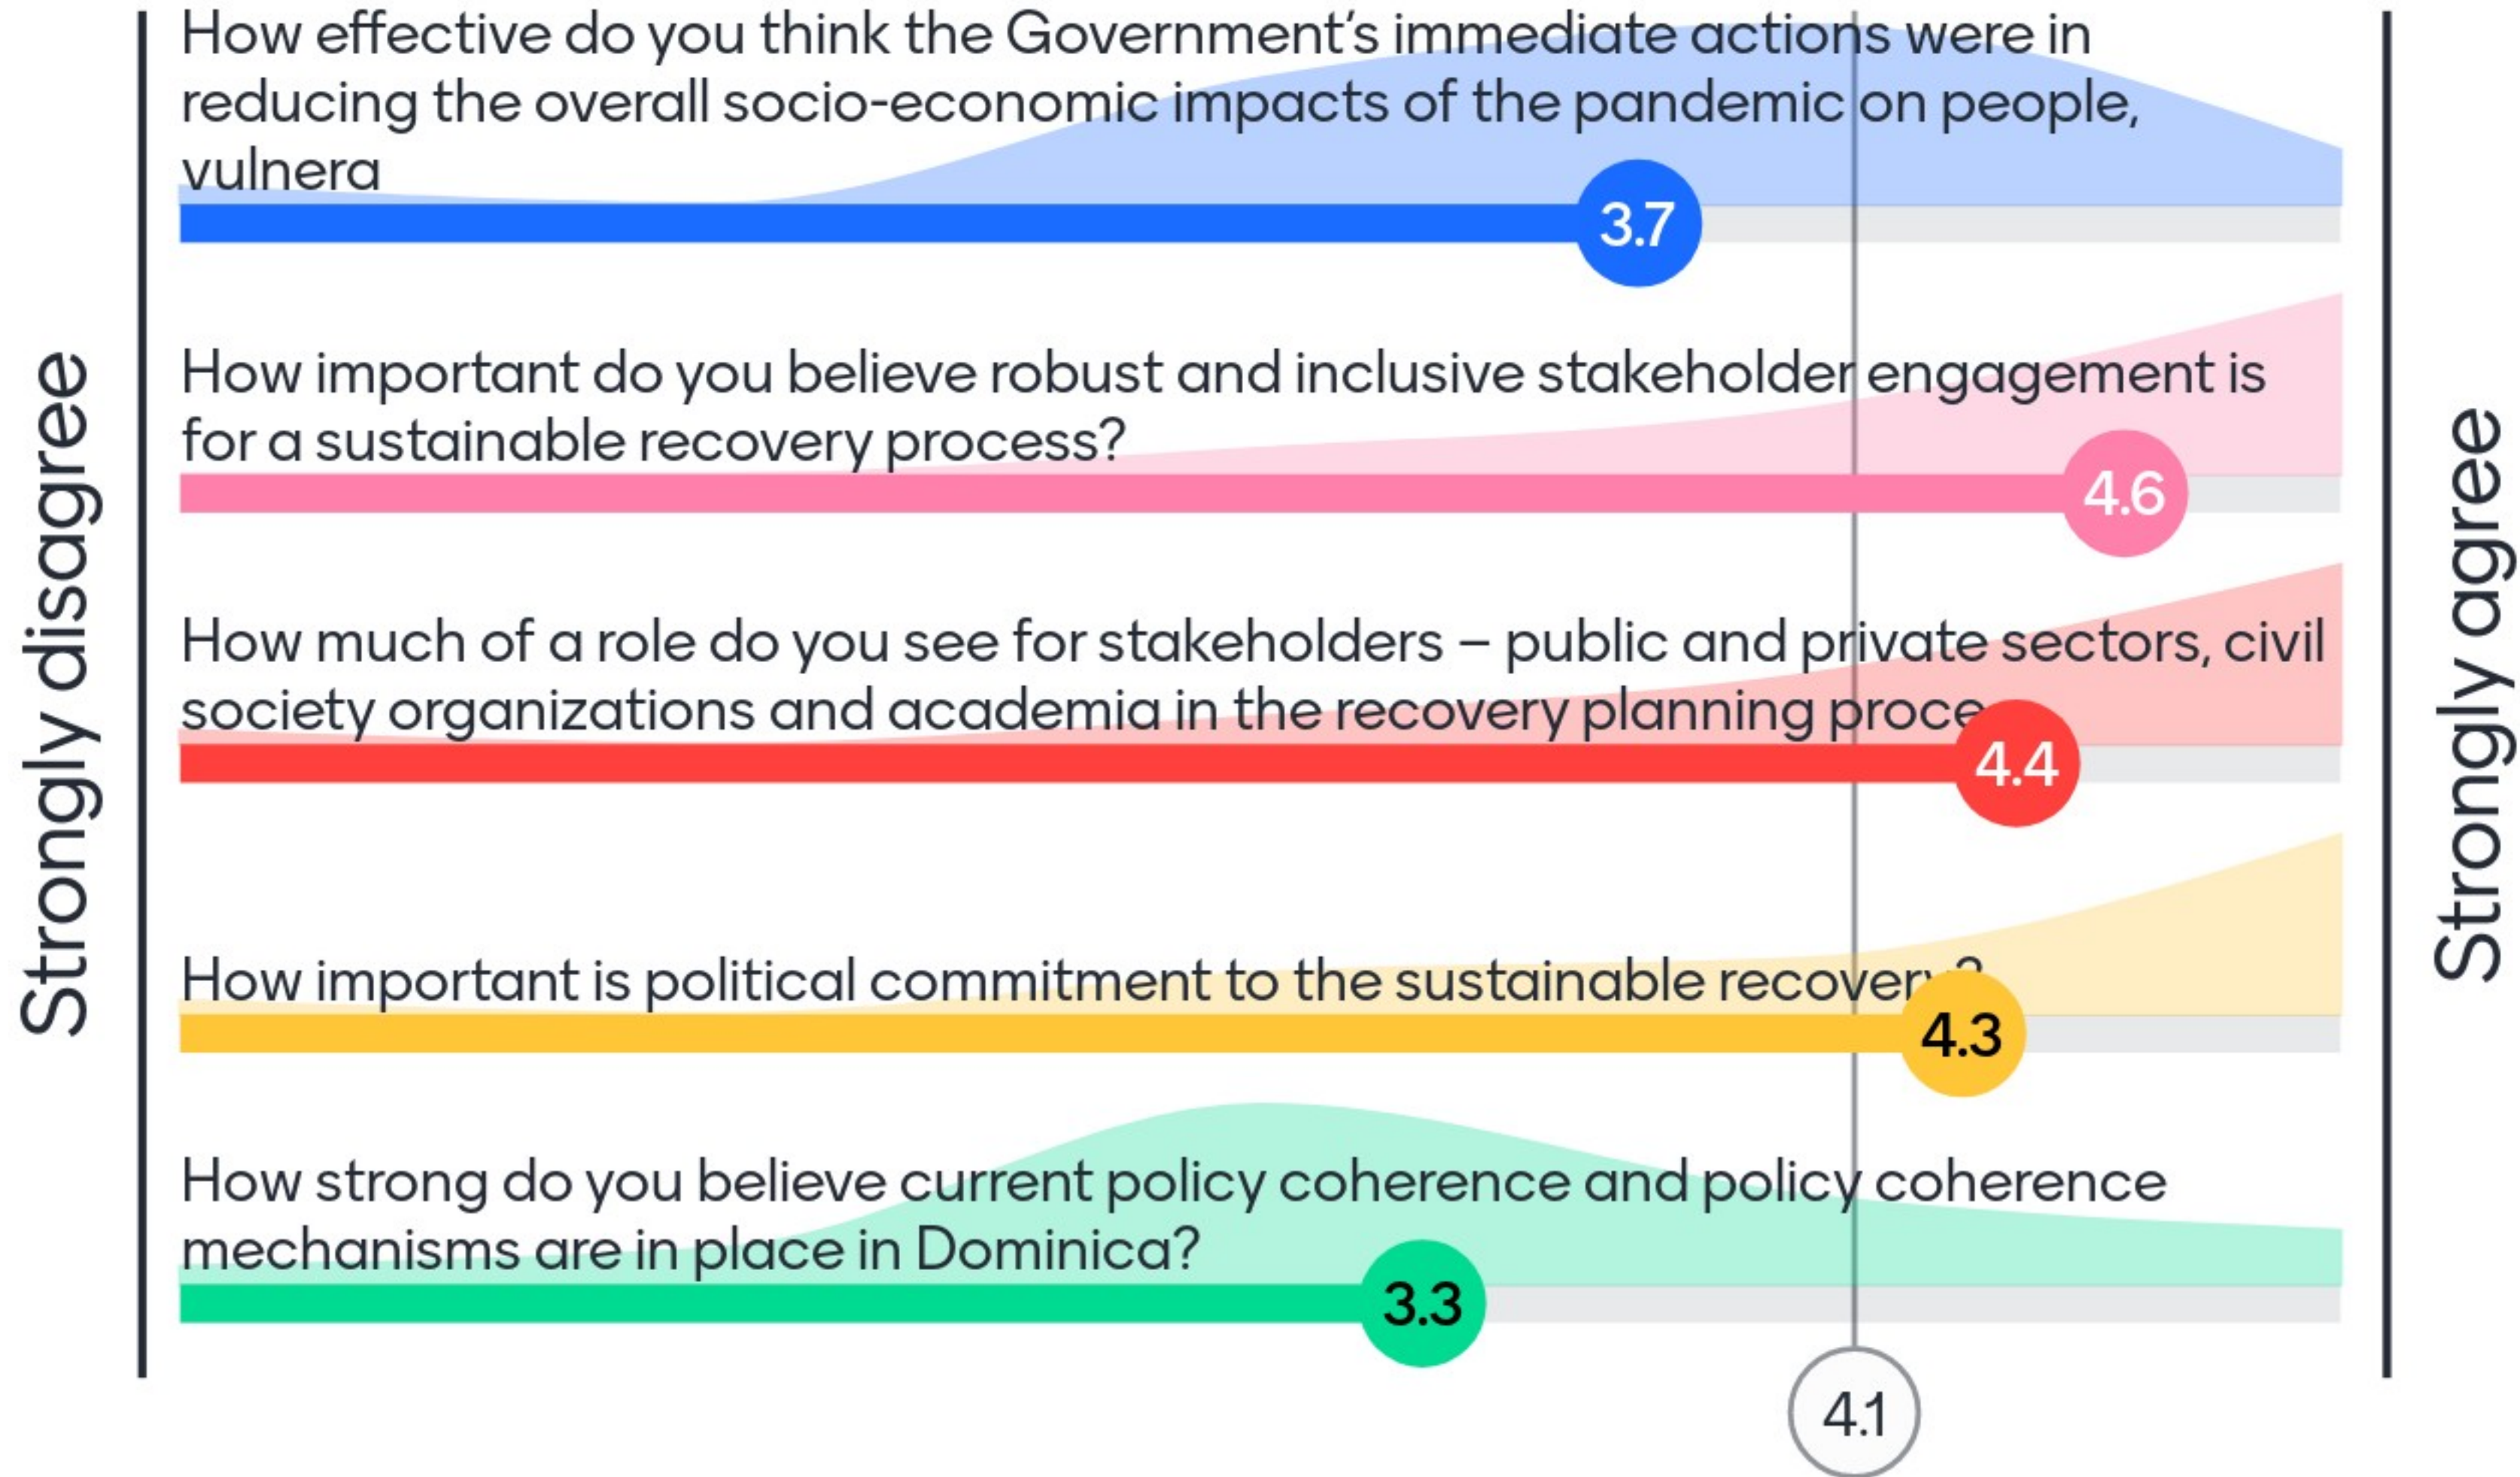 How effective do you think the Government’s immediate actions were in
reducing the overall socio-economic impacts of the pandemic on people,
vulnera
3.7
How important do you believe robust and inclusive stakeholder engagement is
for a sustainable recovery process?
4.6
How much of a role do you see for stakeholders – public and private sectors, civil
society organizations and academia in the recovery planning proce
4.4
How important is political commitment to the sustainable recovery?
4.3
How strong do you believe current policy coherence and policy coherence
mechanisms are in place in Dominica?
3.3
4.1
Strongly disagree
Strongly agree